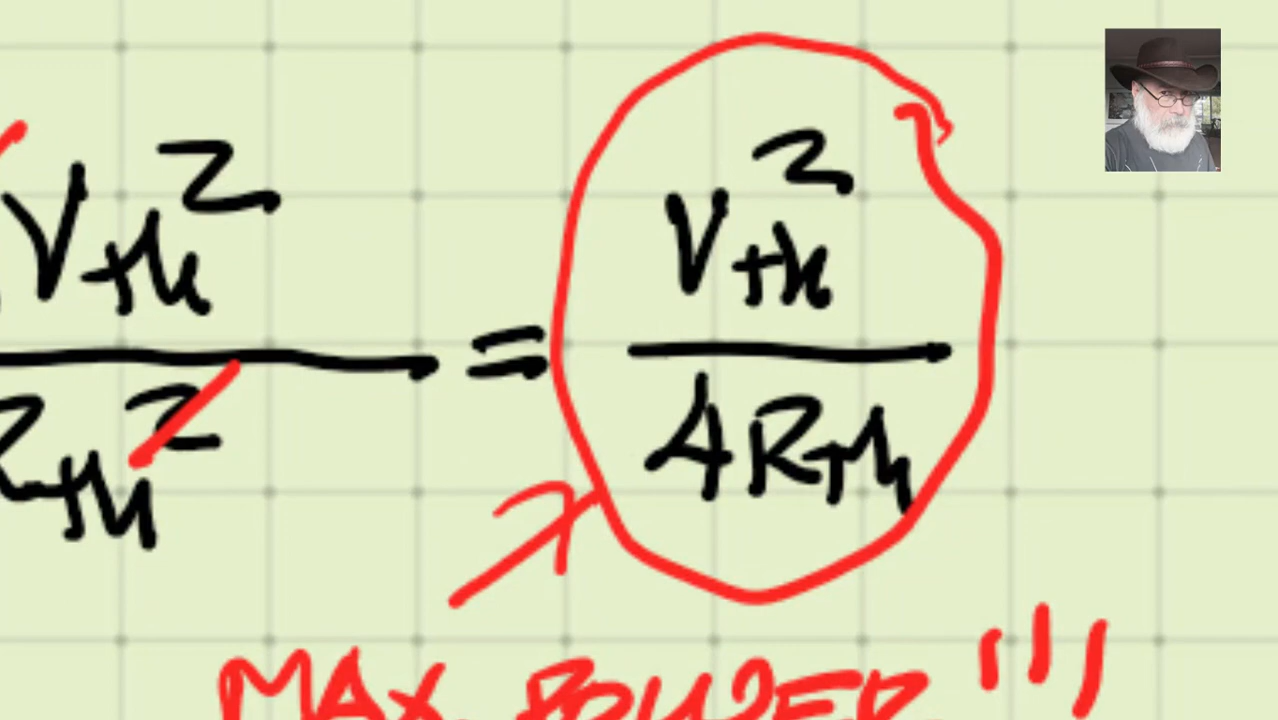 Vth² / Rth² = Vth² / 4Rth
MAX POWER !!!